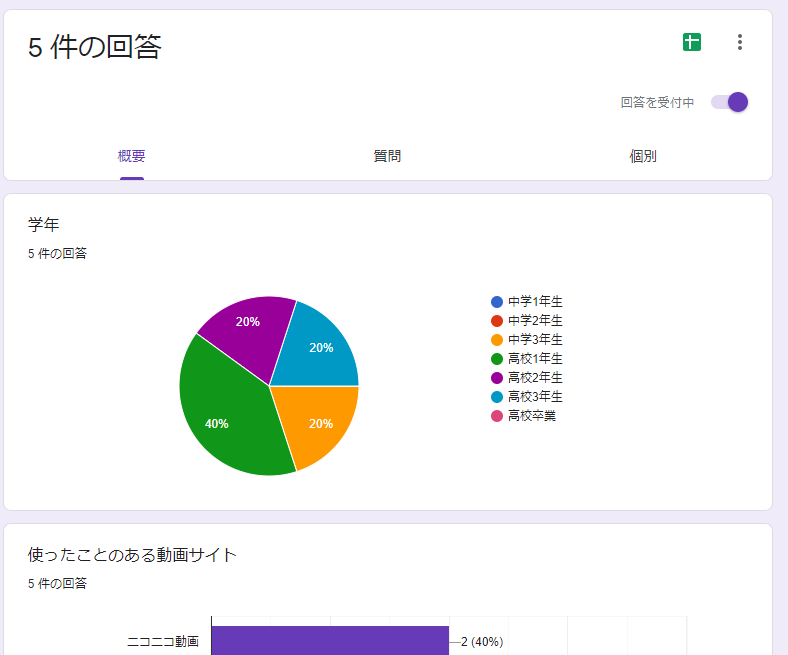 5 件の回答
回答を受付中
概要
質問
個別
学年
5 件の回答
20%
20%
40%
20%
中学1年生
中学2年生
中学3年生
高校1年生
高校2年生
高校3年生
高校卒業
使ったことのある動画サイト
5 件の回答
ニコニコ動画
2 (40%)